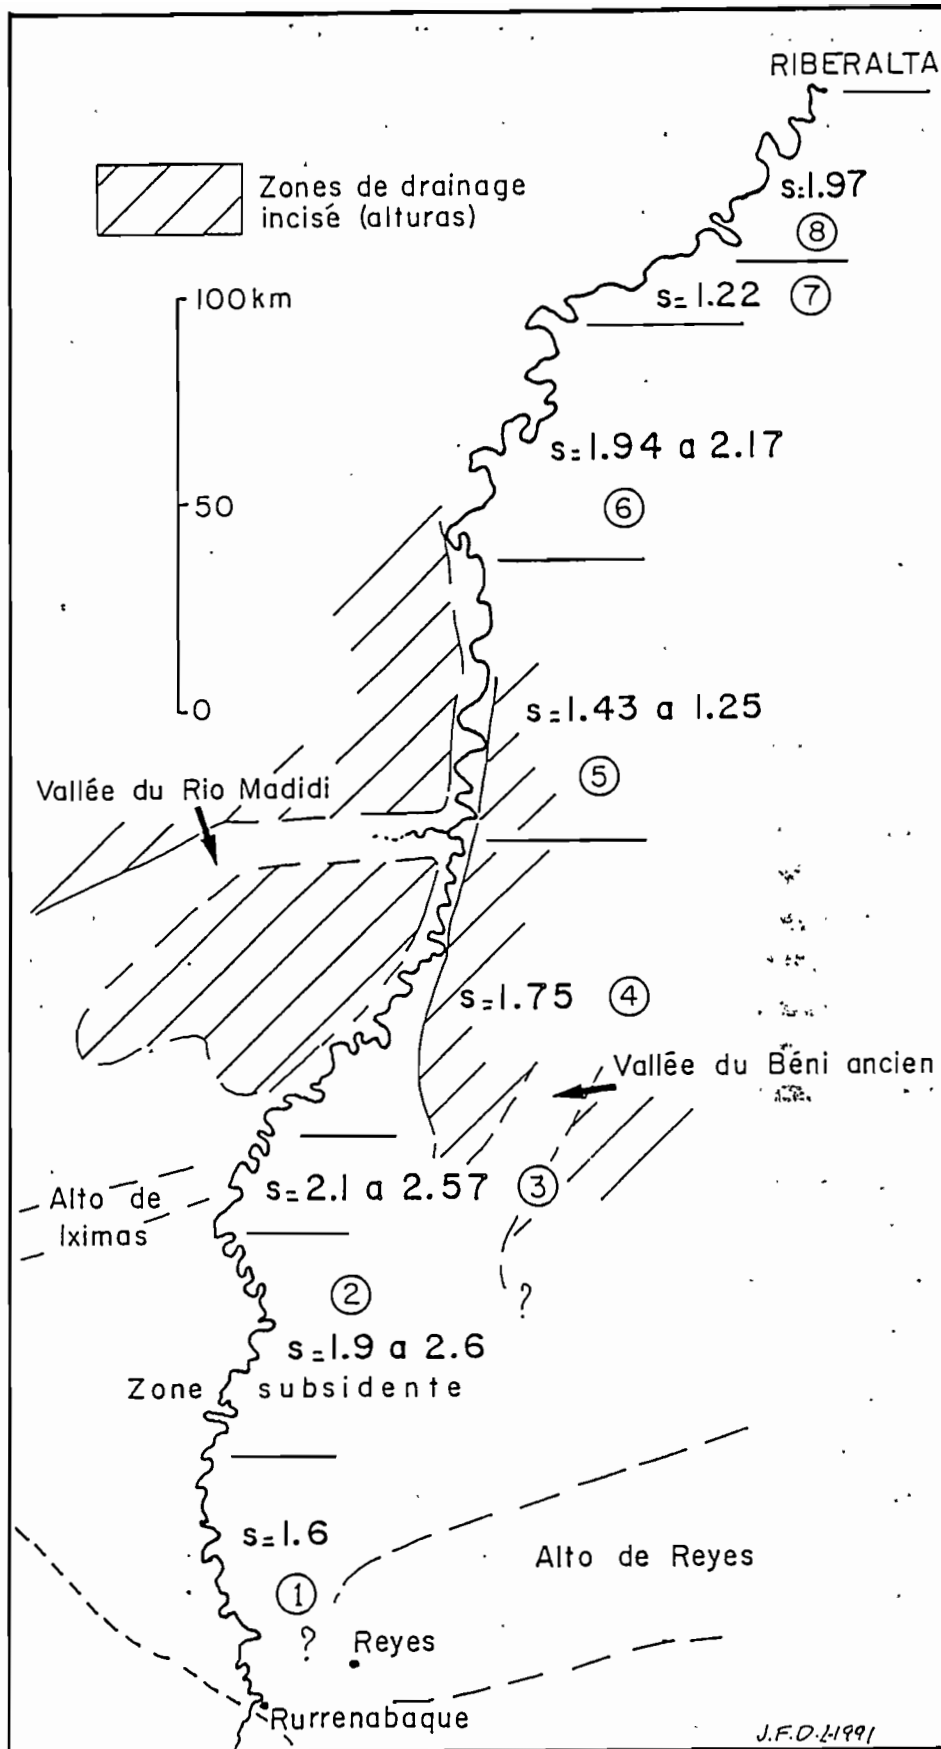 RIBERALTA
Zones de drainage
incisé (alturas)
s=1.97
8
100km
s=1.22
7
s=1.94 a 2.17
50
6
0
s=1.43 a 1.25
5
Vallée du Rio Madidi
s=1.75
4
Vallée du Béni ancien
s=2.1 a 2.57
3
Alto de
Iximas
2
?
s=1.9 a 2.6
Zone subsidente
s=1.6
Alto de Reyes
1
?
Reyes
Rurrenabaque